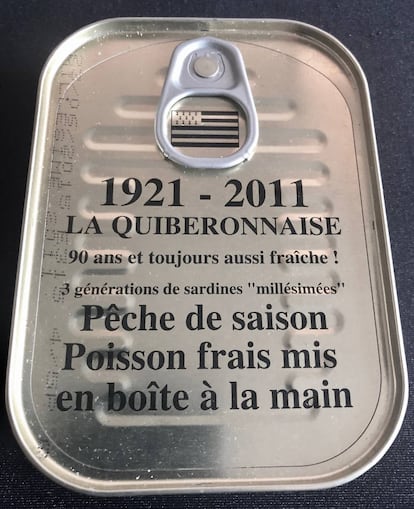 1921 - 2011
LA QUIBERONNAISE
90 ans et toujours aussi fraîche !
3 générations de sardines "millésimées"
Pêche de saison
Poisson frais mis
en boîte à la main